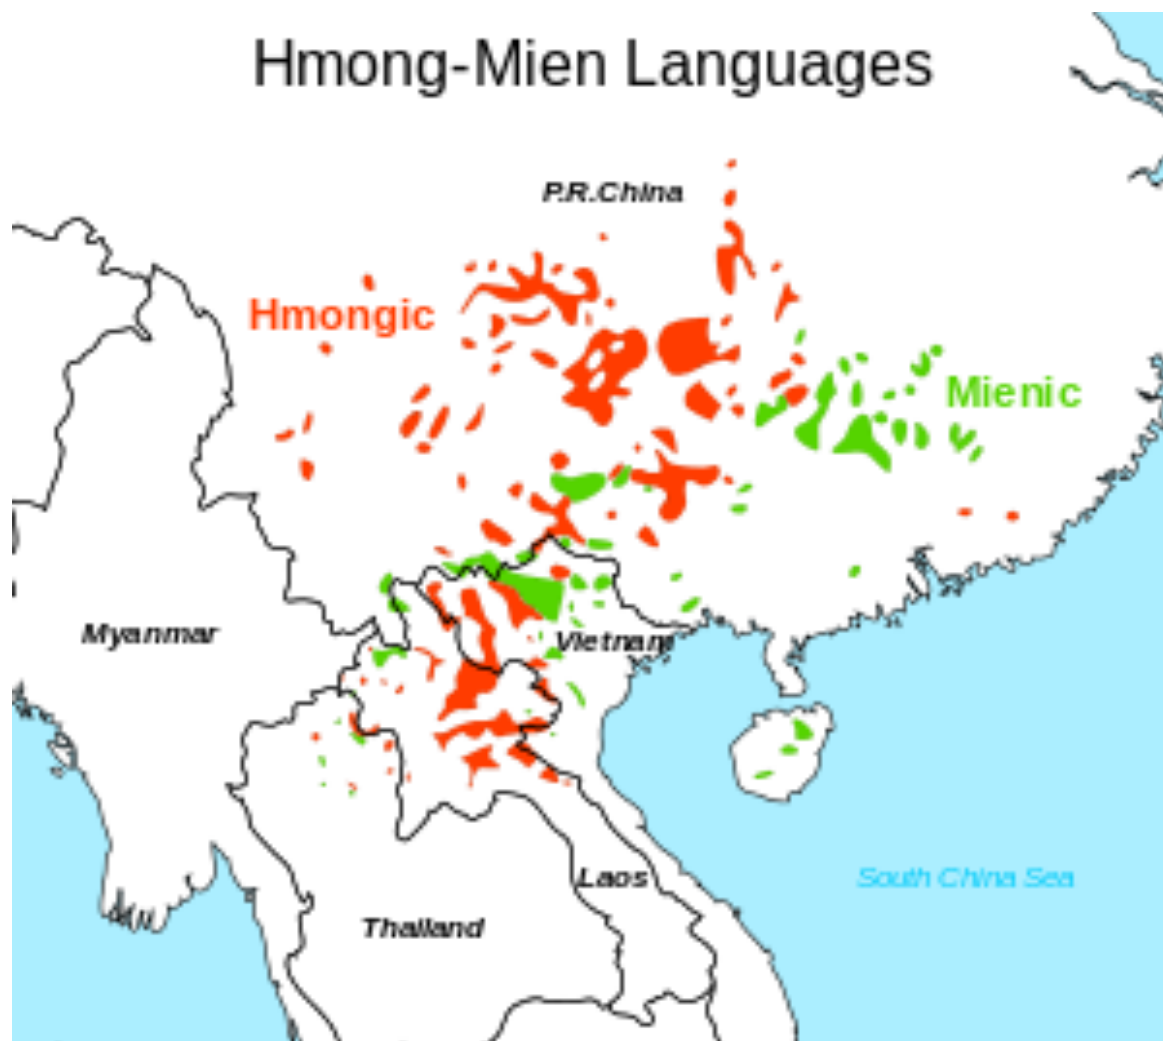 Hmong-Mien Languages
P.R.China
Hmongic
Mienic
Myanmar
Vietnam
South China Sea
Laos
Thailand